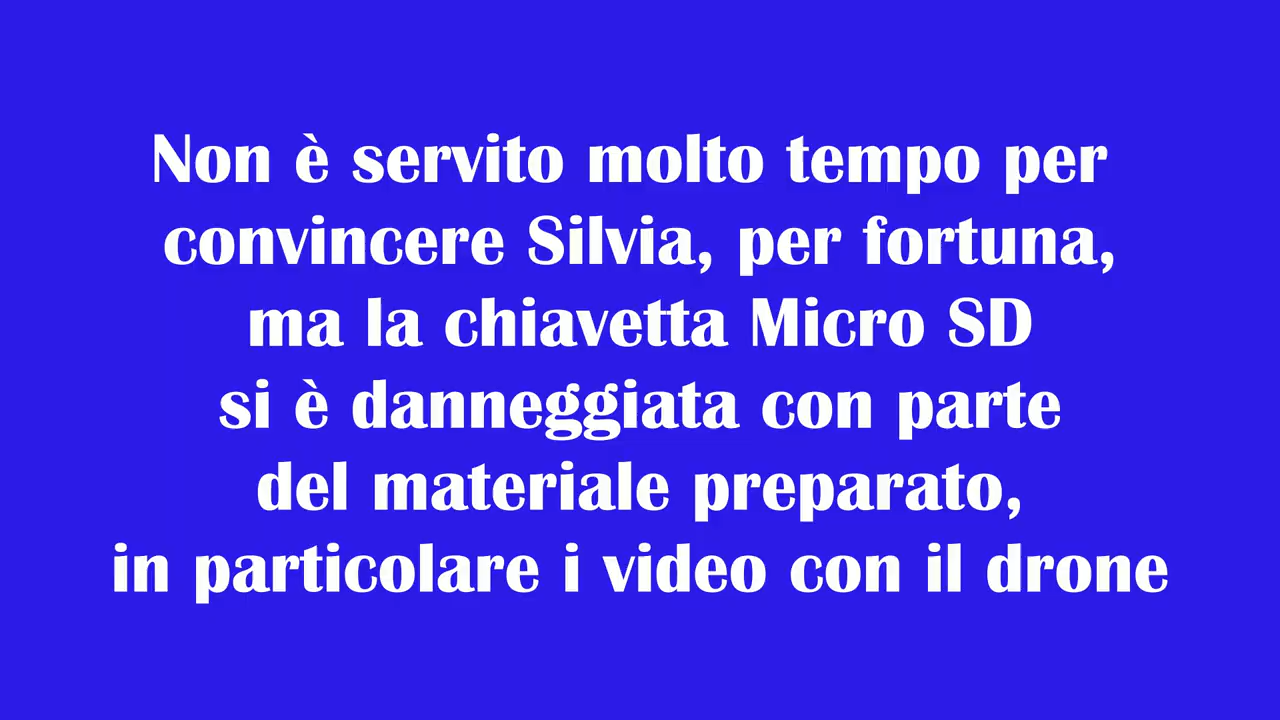 Non è servito molto tempo per
convincere Silvia, per fortuna,
ma la chiavetta Micro SD
si è danneggiata con parte
del materiale preparato,
in particolare i video con il drone